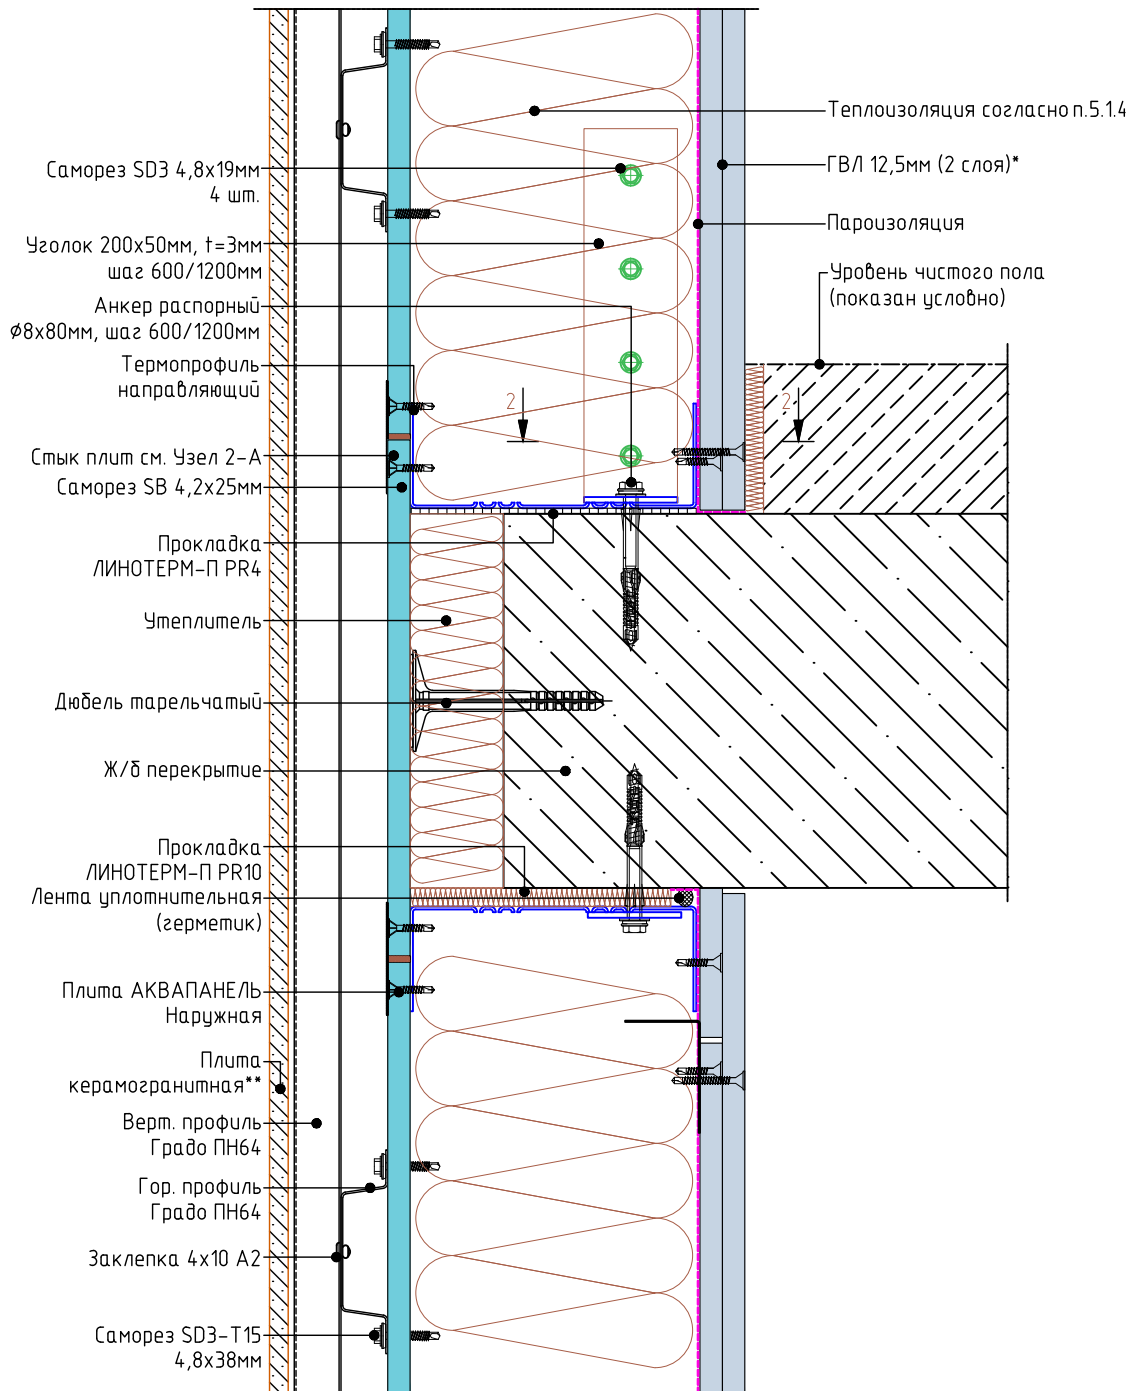 Теплоизоляция согласно п.5.1.4
ГВЛ 12,5мм (2 слоя)*
Пароизоляция
Уровень чистого пола
(показан условно)
Саморез SD3 4,8х19мм
4 шт.
Уголок 200х50мм, t=3мм
шаг 600/1200мм
Анкер распорный
Ø8х80мм, шаг 600/1200мм
Термопрофиль
направляющий
2
2
Стык плит см. Узел 2-А
Саморез SB 4,2х25мм
Прокладка
ЛИНОТЕРМ-П PR4
Утеплитель
Дюбель тарельчатый
Ж/б перекрытие
Прокладка
ЛИНОТЕРМ-П PR10
Лента уплотнительная
(герметик)
Плита АКВАПАНЕЛЬ
Наружная
Плита
керамогранитная**
Верт. профиль
Градо ПН64
Гор. профиль
Градо ПН64
Заклепка 4х10 А2
Саморез SD3-T15
4,8х38мм